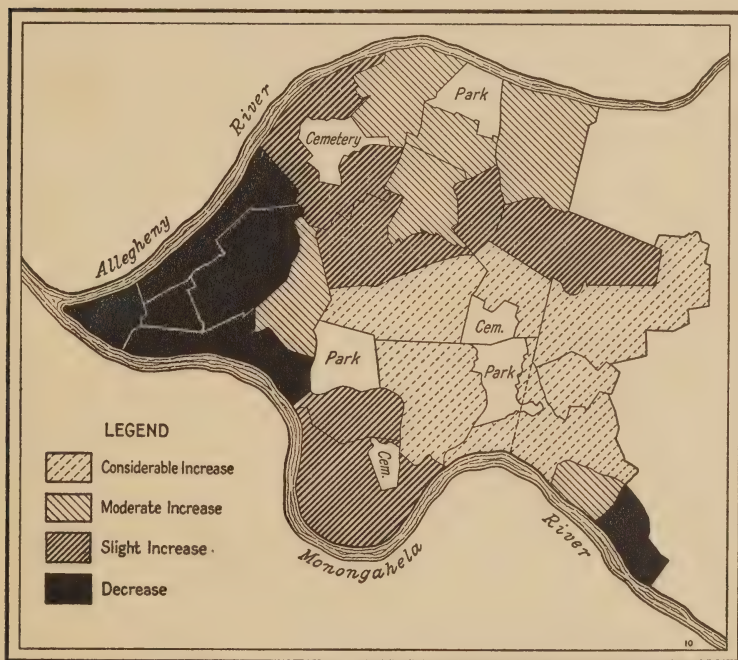 Park
River
Cemetery
Allegheny
Cem.
Park
Park
Cem.
LEGEND
Considerable Increase
Moderate Increase
Slight Increase.
Decrease
Monongahela
River
10